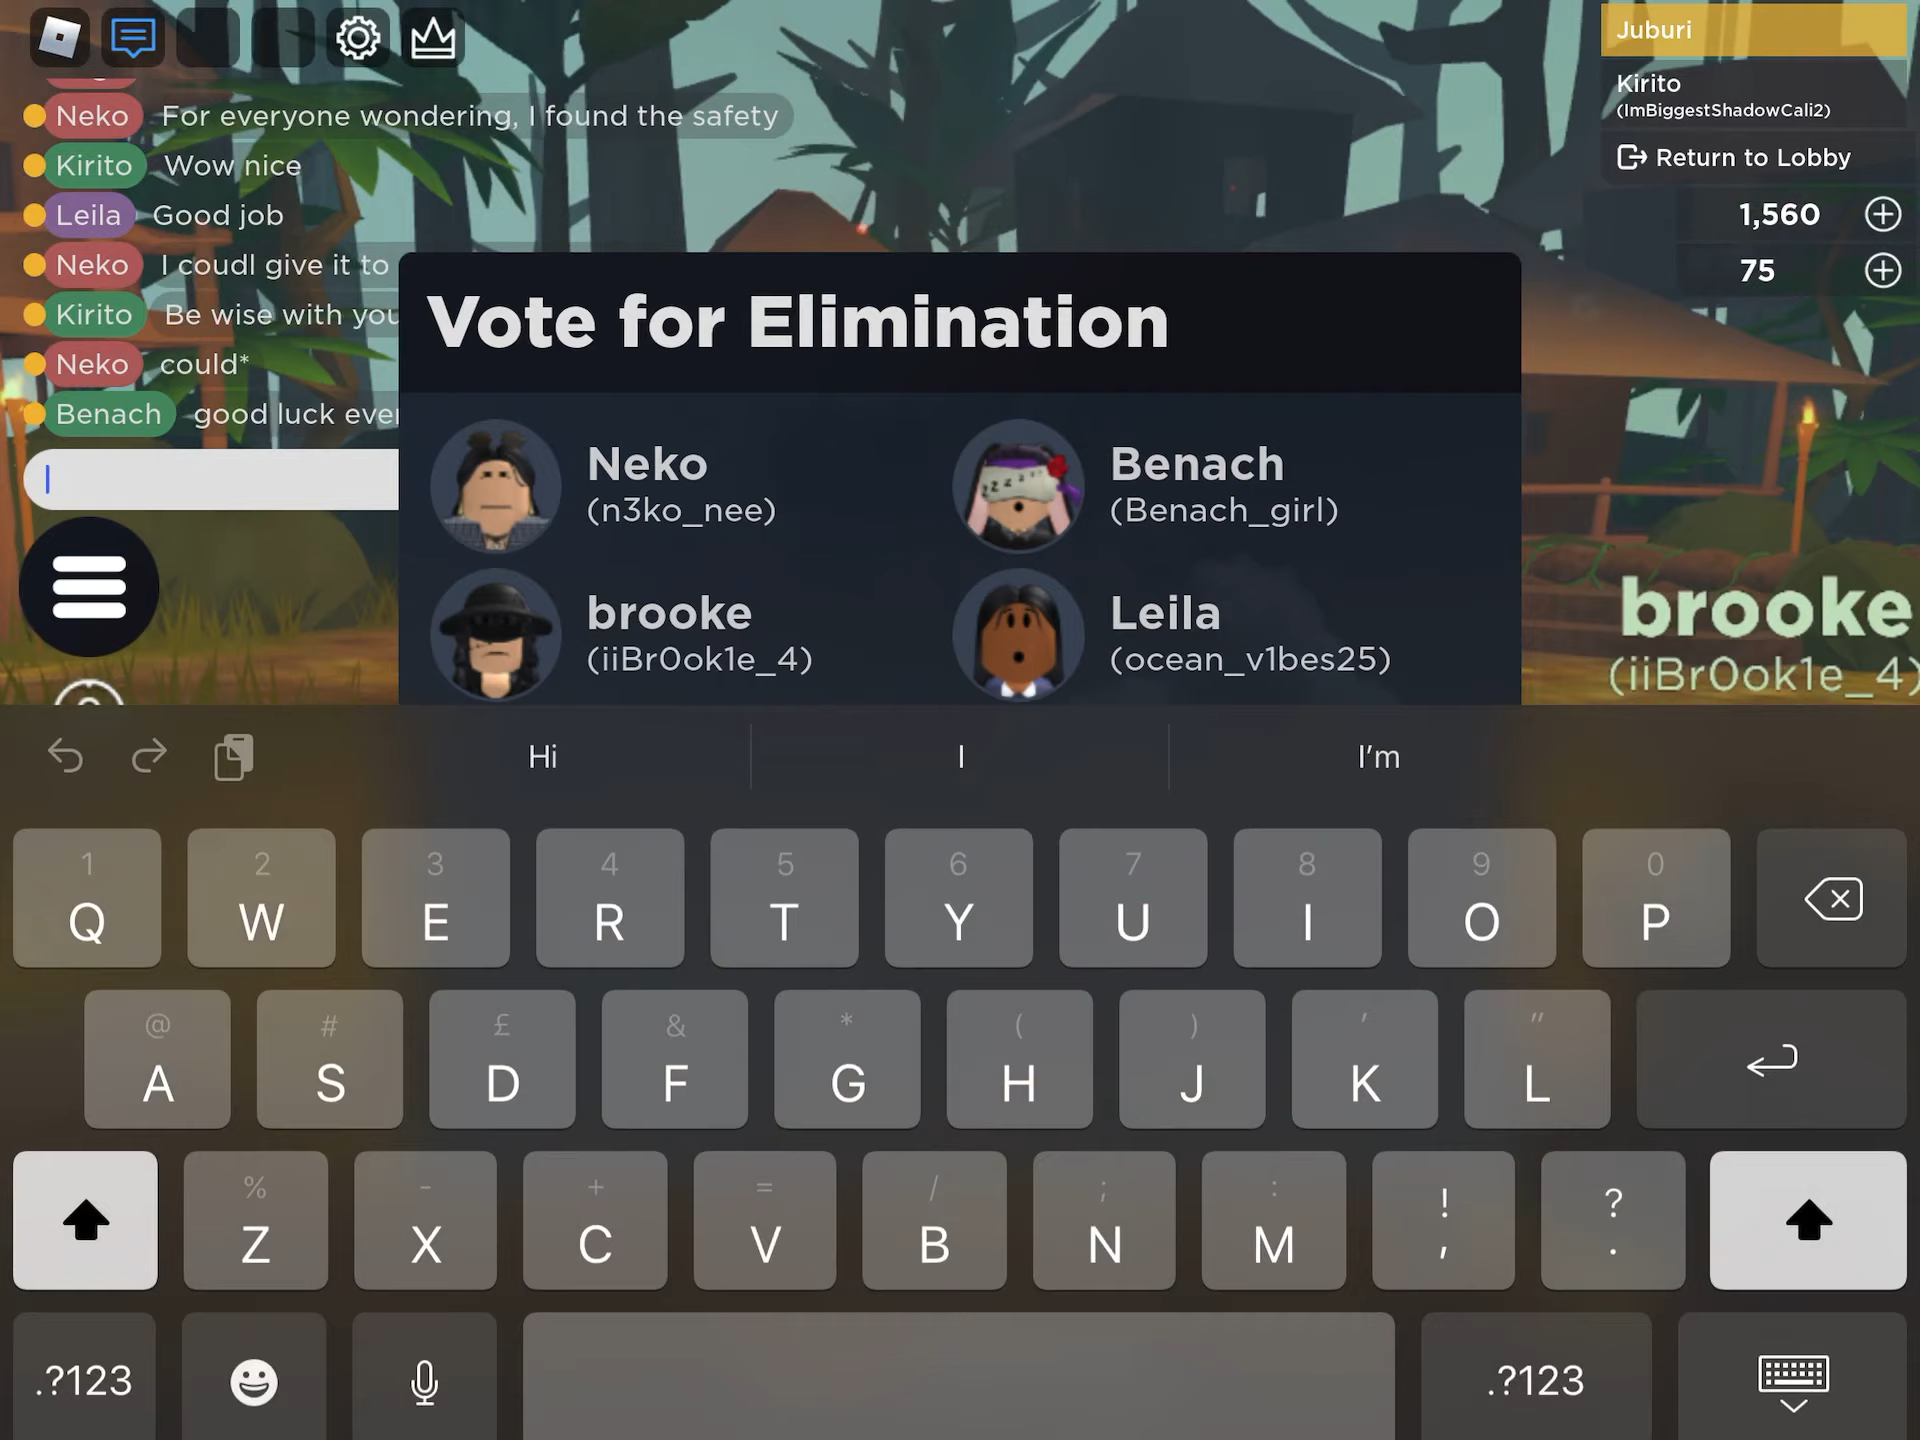 Juburi
Kirito
(ImBiggestShadowCali2)
Return to Lobby
1,560
75
Neko For everyone wondering, I found the safety
Kirito Wow nice
Leila Good job
Neko I coudl give it to
Kirito Be wise with you
Neko could*
Benach good luck ever
Vote for Elimination
Neko
(n3ko_nee)
Benach
(Benach_girl)
brooke
(iiBr0ok1e_4)
Leila
(ocean_v1bes25)
brooke
(iiBr0ok1e_4)
Hi I I'm
1 2 3 4 5 6 7 8 9 0
Q W E R T Y U I O P
@ # £ & * ( ) ' "
A S D F G H J K L
% - + = / ; : ! ?
Z X C V B N M , .
.?123 .?123